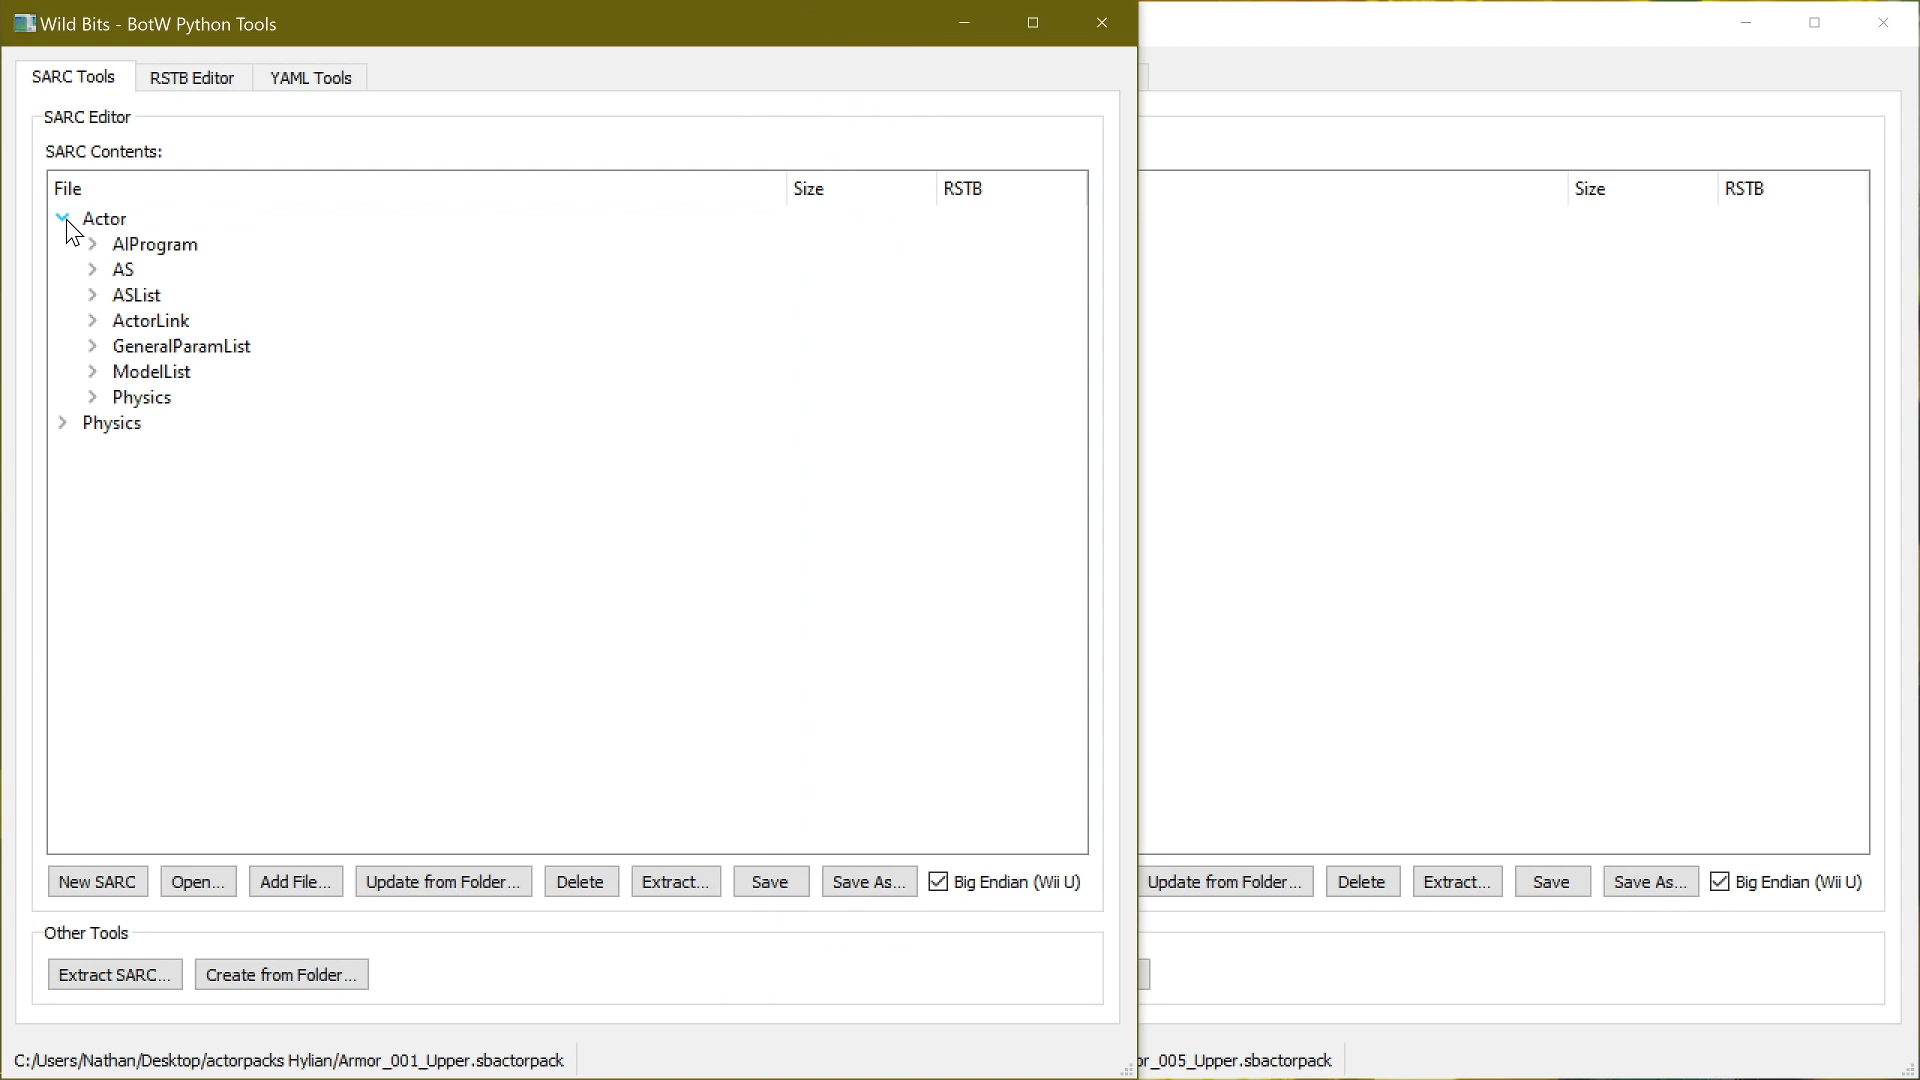 Wild Bits - BotW Python Tools
SARC Tools RSTB Editor YAML Tools
SARC Editor
SARC Contents:
File Size RSTB Size RSTB
Actor
AIProgram
AS
ASList
ActorLink
GeneralParamList
ModelList
Physics
Physics
New SARC Open... Add File... Update from Folder... Delete Extract... Save Save As... Big Endian (Wii U) Update from Folder... Delete Extract... Save Save As... Big Endian (Wii U)
Other Tools
Extract SARC... Create from Folder...
C:/Users/Nathan/Desktop/actorpacks Hylian/Armor_001_Upper.sbactorpack or_005_Upper.sbactorpack